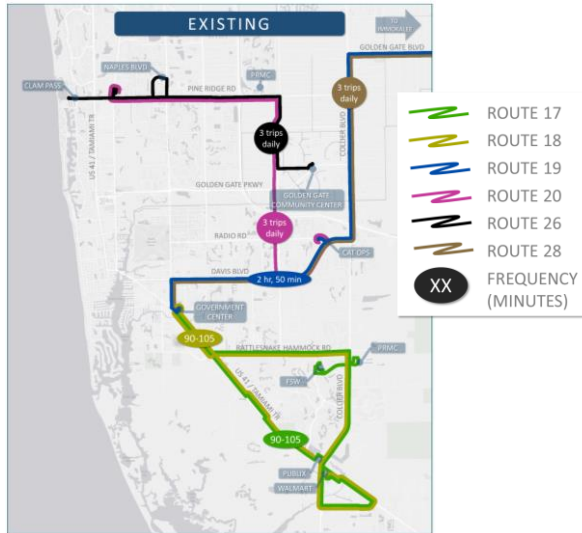 EXISTING
TO
IMMOKALEE
GOLDEN GATE BLVD
NAPLES BLVD
PRMC
CLAM PASS
PINE RIDGE RD
3 trips
daily
3 trips
daily
US 41 / TAMIAMI TR
COLLIER BLVD
GOLDEN GATE PKWY
GOLDEN GATE
COMMUNITY CENTER
RADIO RD
3 trips
daily
CAT OPS
DAVIS BLVD
2 hr, 50 min
GOVERNMENT
CENTER
90-105
RATTLESNAKE HAMMOCK RD
PRMC
FSW
US 41 / TAMIAMI TR
COLLIER BLVD
90-105
PUBLIX
WALMART
ROUTE 17
ROUTE 18
ROUTE 19
ROUTE 20
ROUTE 26
ROUTE 28
XX
FREQUENCY
(MINUTES)